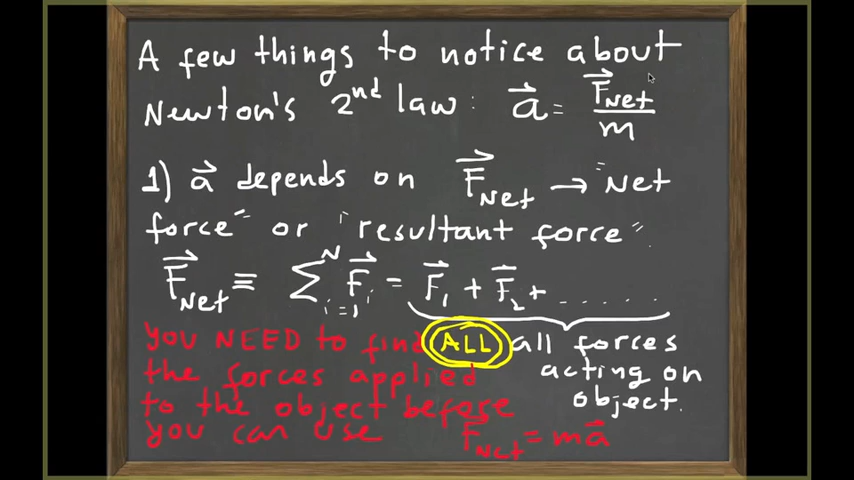 A few things to notice about
Newton's 2nd law: a⃗ = F⃗Net / m
1) a⃗ depends on F⃗Net → "Net
force" or "resultant force".
F⃗Net ≡ ∑ᵢ₌₁ᴺ F⃗ᵢ = F⃗₁ + F⃗₂ + ......
all forces
acting on
object.
YOU NEED to find ALL
the forces applied
to the object before
you can use F⃗Net = ma⃗